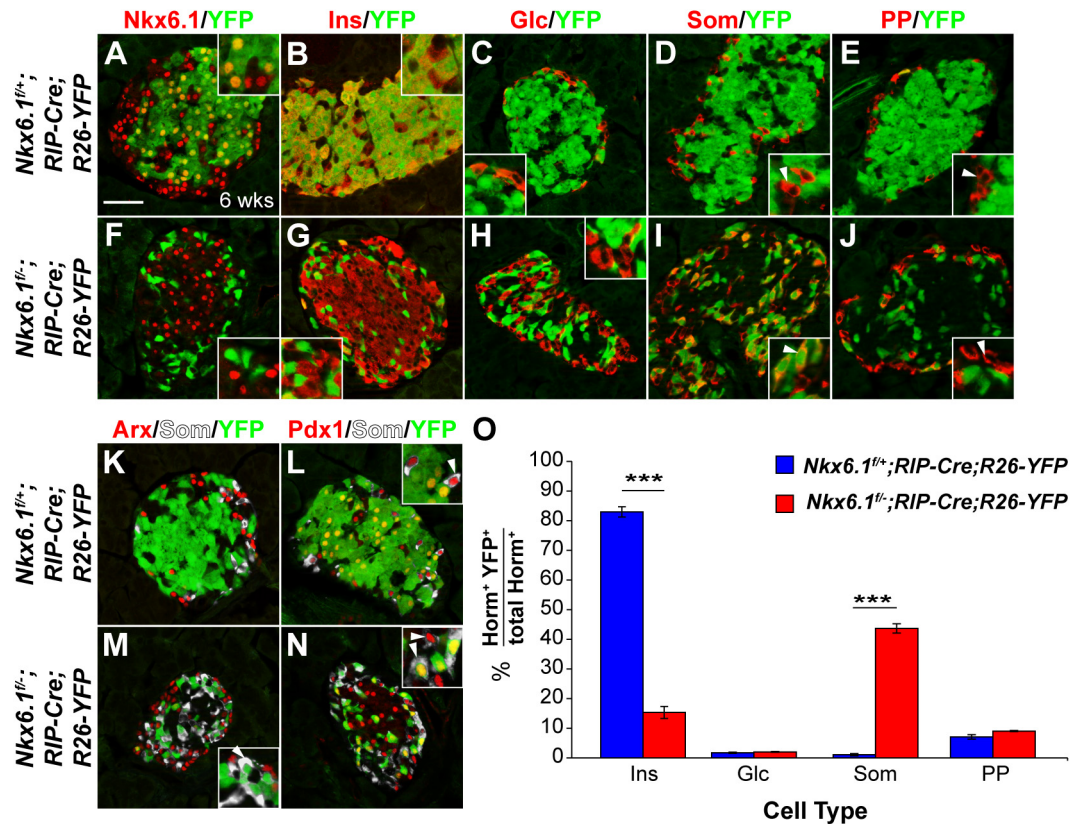 Nkx6.1/YFP Ins/YFP Glc/YFP Som/YFP PP/YFP
Nkx6.1f/+;
RIP-Cre;
R26-YFP
A B C D E
6 wks
Nkx6.1f/-;
RIP-Cre;
R26-YFP
F G H I J
Arx/Som/YFP Pdx1/Som/YFP
Nkx6.1f/+;
RIP-Cre;
R26-YFP
K L
Nkx6.1f/-;
RIP-Cre;
R26-YFP
M N
O
Nkx6.1f/+;RIP-Cre;R26-YFP
Nkx6.1f/-;RIP-Cre;R26-YFP
% Horm+ YFP+
total Horm+
100
90
80
70
60
50
40
30
20
10
0
***
***
Ins Glc Som PP
Cell Type